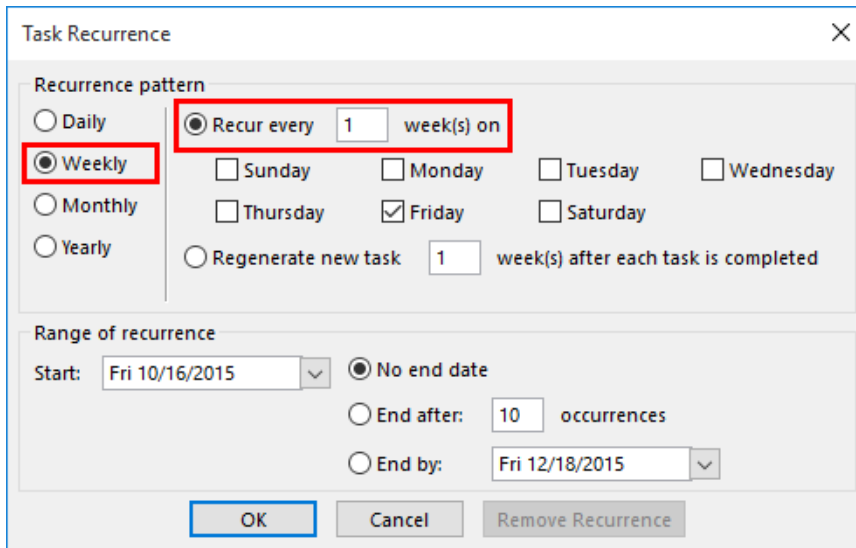 Task Recurrence
Recurrence pattern
Daily
Recur every 1 week(s) on
Weekly
Sunday Monday Tuesday Wednesday
Monthly
Thursday Friday Saturday
Yearly
Regenerate new task 1 week(s) after each task is completed
Range of recurrence
Start: Fri 10/16/2015
No end date
End after: 10 occurrences
End by: Fri 12/18/2015
OK Cancel Remove Recurrence